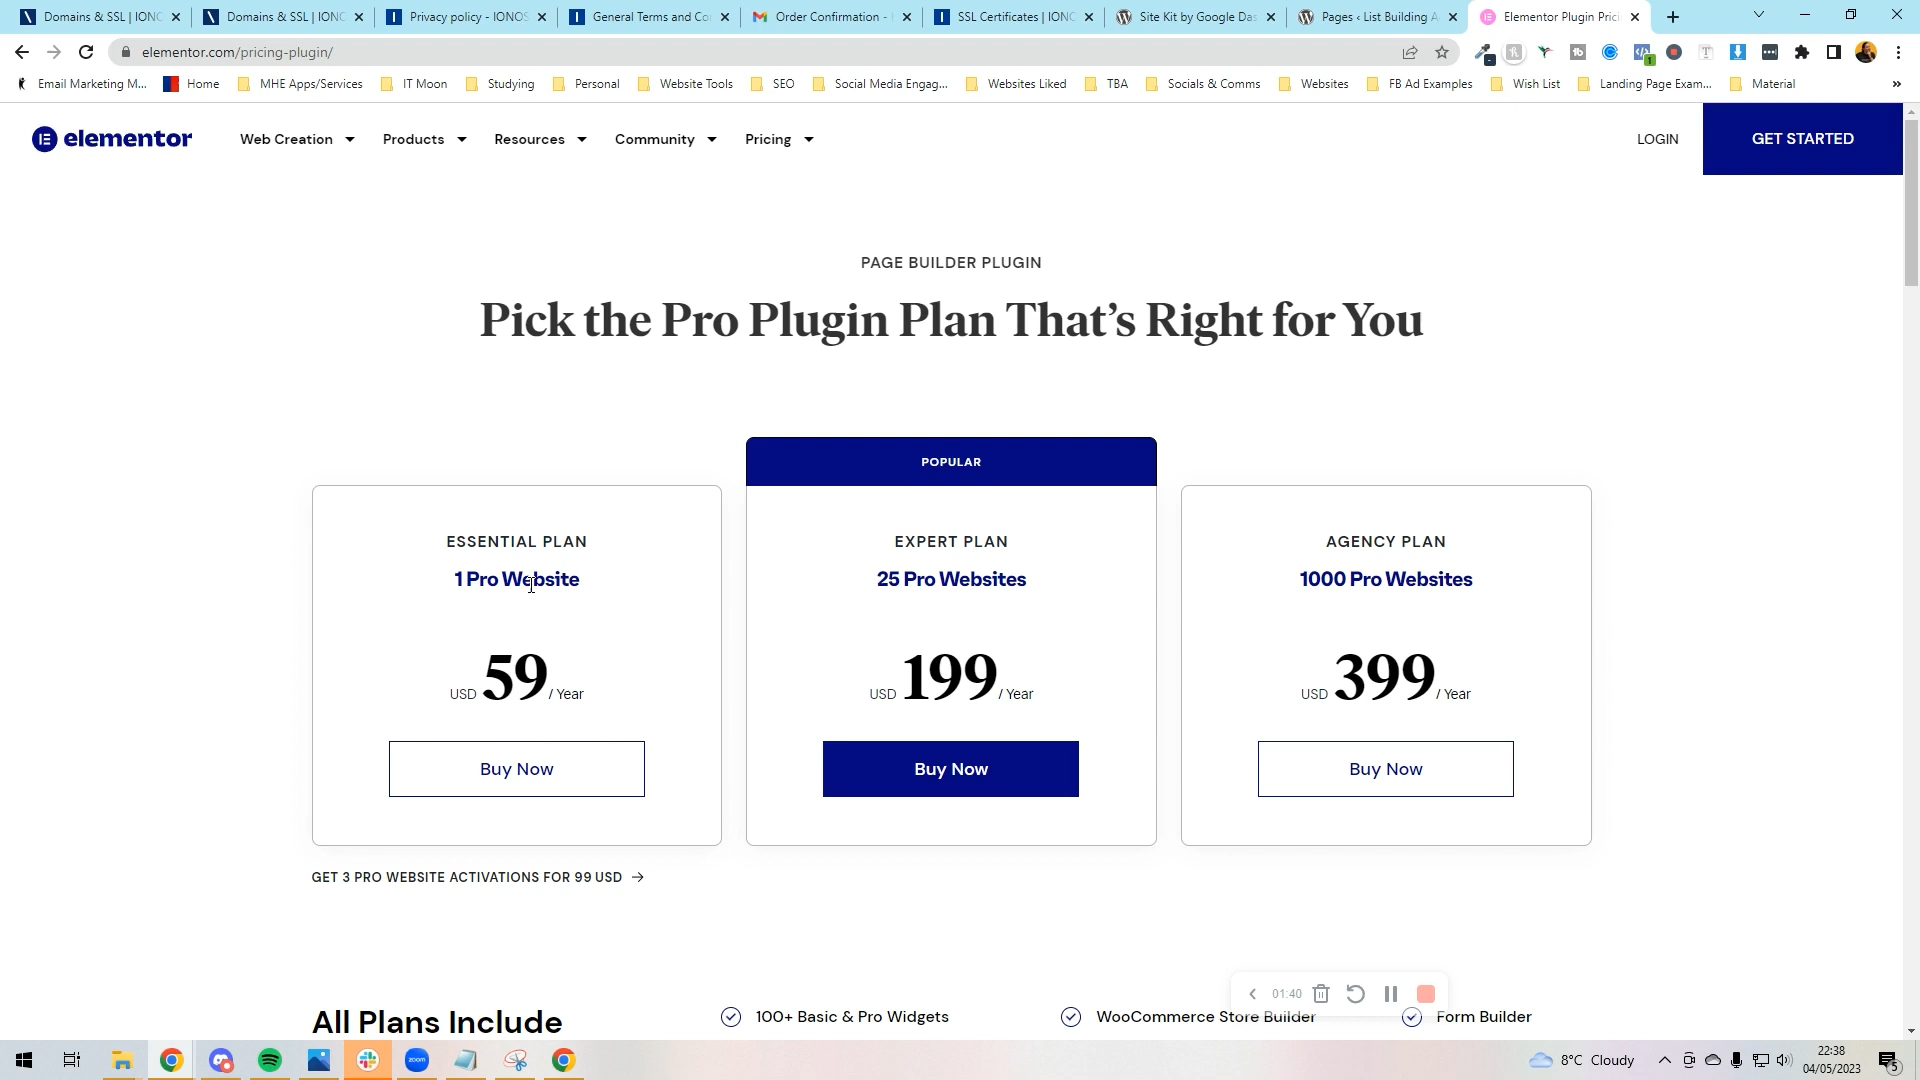 Domains & SSL | IONO
Domains & SSL | IONO
Privacy policy - IONOS
General Terms and Co
Order Confirmation -
SSL Certificates | IONO
Site Kit by Google Das
Pages ‹ List Building A
Elementor Plugin Prici
elementor.com/pricing-plugin/
Email Marketing M...
Home
MHE Apps/Services
IT Moon
Studying
Personal
Website Tools
SEO
Social Media Engag...
Websites Liked
TBA
Socials & Comms
Websites
FB Ad Examples
Wish List
Landing Page Exam...
Material
elementor
Web Creation
Products
Resources
Community
Pricing
LOGIN
GET STARTED
PAGE BUILDER PLUGIN
Pick the Pro Plugin Plan That's Right for You
POPULAR
ESSENTIAL PLAN
1 Pro Website
USD 59 / Year
Buy Now
EXPERT PLAN
25 Pro Websites
USD 199 / Year
Buy Now
AGENCY PLAN
1000 Pro Websites
USD 399 / Year
Buy Now
GET 3 PRO WEBSITE ACTIVATIONS FOR 99 USD →
01:40
All Plans Include
100+ Basic & Pro Widgets
WooCommerce Store Builder
Form Builder
zoom
8°C Cloudy
22:38
04/05/2023
5